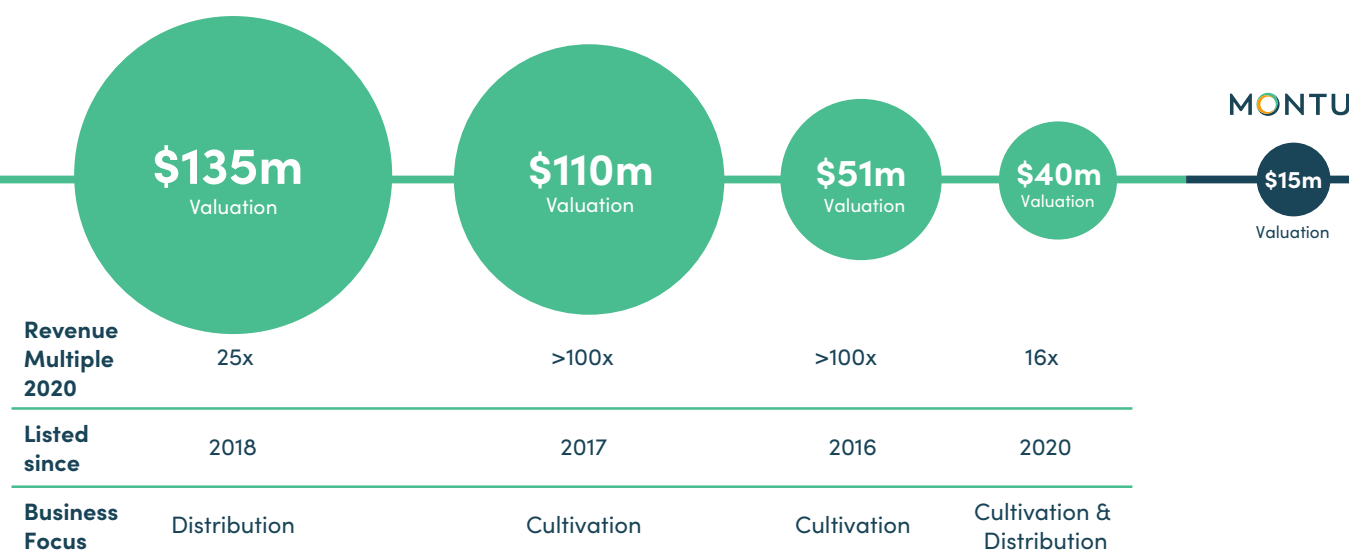 MONTU
$135m
Valuation
$110m
Valuation
$51m
Valuation
$40m
Valuation
$15m
Valuation
Revenue
Multiple
2020
25x
>100x
>100x
16x
Listed
since
2018
2017
2016
2020
Business
Focus
Distribution
Cultivation
Cultivation
Cultivation &
Distribution